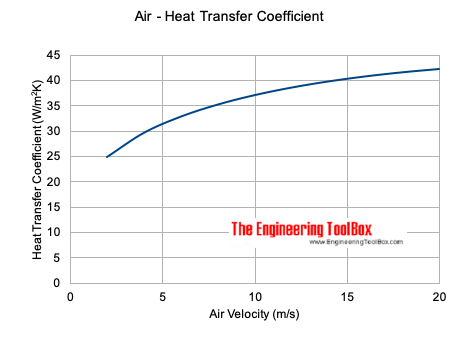 Air - Heat Transfer Coefficient
Heat Transfer Coefficient (W/m²K)
45
40
35
30
25
20
15
10
5
0
The Engineering ToolBox
www.EngineeringToolBox.com
0 5 10 15 20
Air Velocity (m/s)